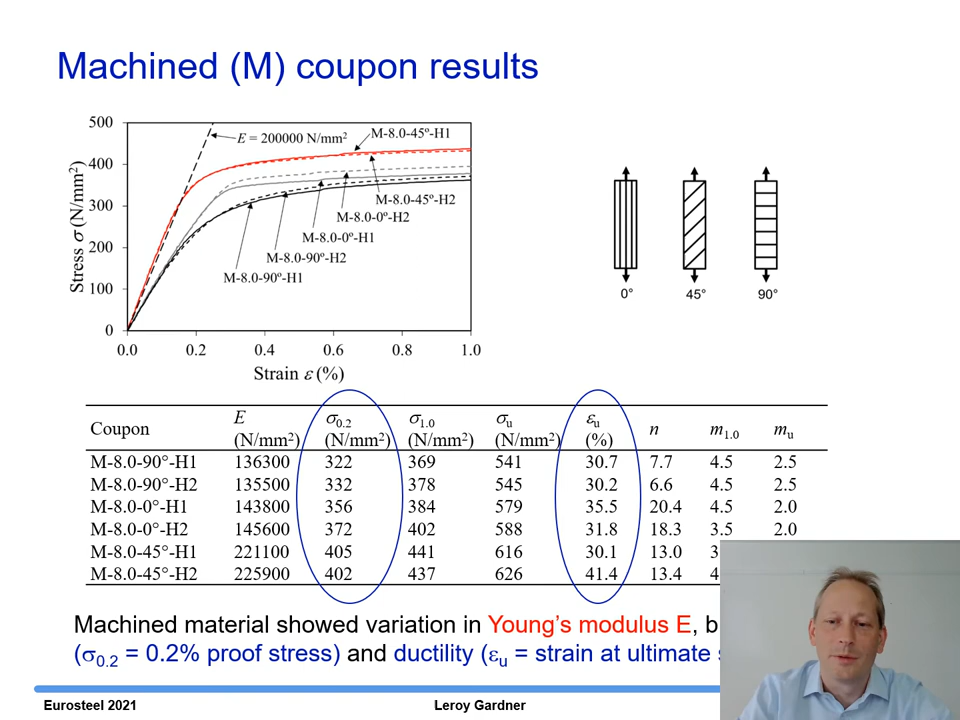 Machined (M) coupon results
500
400
300
200
100
0
Stress σ (N/mm²)
0.0 0.2 0.4 0.6 0.8 1.0
Strain ε (%)
E = 200000 N/mm²
M-8.0-45º-H1
M-8.0-45º-H2
M-8.0-0º-H2
M-8.0-0º-H1
M-8.0-90º-H2
M-8.0-90º-H1
0° 45° 90°
Coupon E (N/mm²) σ0.2 (N/mm²) σ1.0 (N/mm²) σu (N/mm²) εu (%) n m1.0 mu
M-8.0-90°-H1 136300 322 369 541 30.7 7.7 4.5 2.5
M-8.0-90°-H2 135500 332 378 545 30.2 6.6 4.5 2.5
M-8.0-0°-H1 143800 356 384 579 35.5 20.4 4.5 2.0
M-8.0-0°-H2 145600 372 402 588 31.8 18.3 3.5 2.0
M-8.0-45°-H1 221100 405 441 616 30.1 13.0
M-8.0-45°-H2 225900 402 437 626 41.4 13.4
Machined material showed variation in Young's modulus E,
(σ0.2 = 0.2% proof stress) and ductility (εu = strain at ultimate
Eurosteel 2021
Leroy Gardner